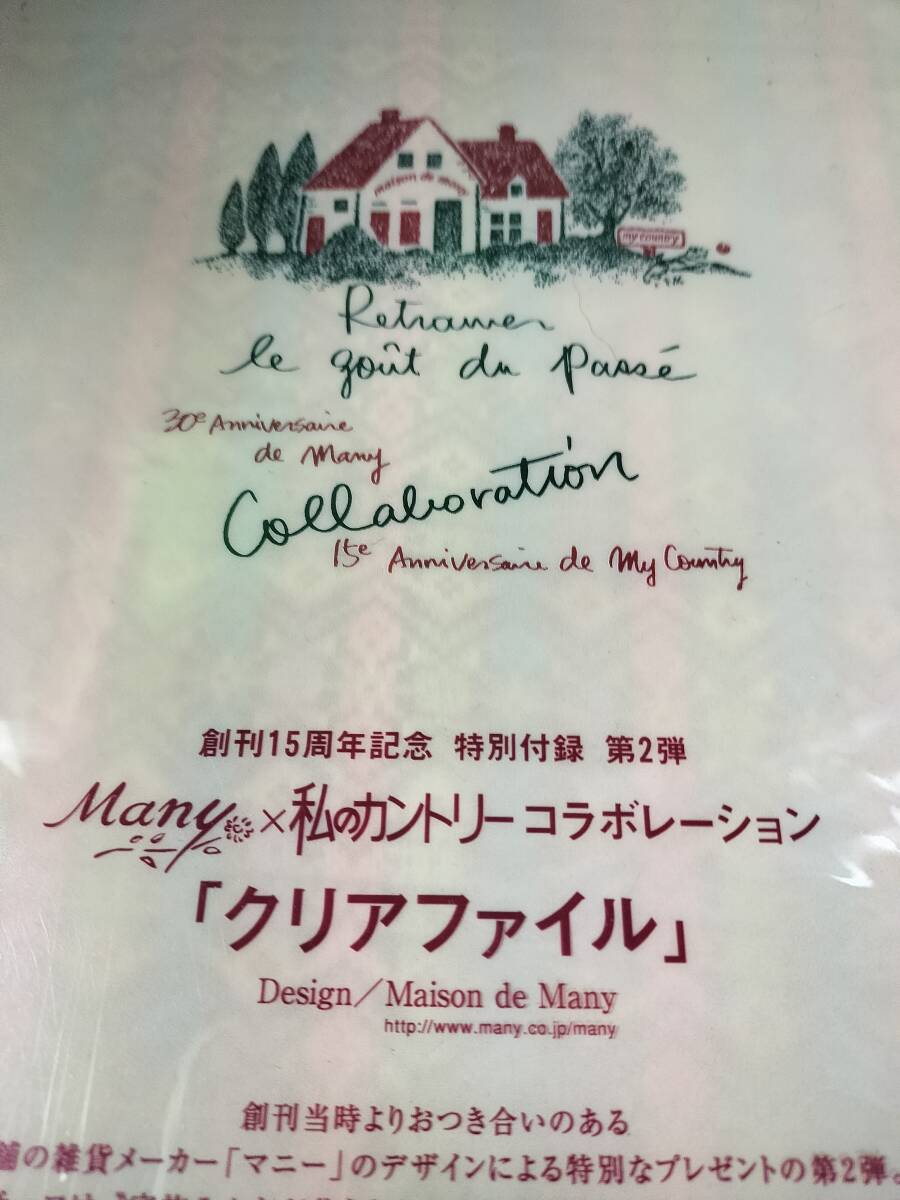 maison de many
my country
Retrouver
le goût du passé
30e Anniversaire
de Many
Collaboration
15e Anniversaire de My Country
創刊15周年記念 特別付録 第2弾
Many×私のカントリー コラボレーション
「クリアファイル」
Design／Maison de Many
http://www.many.co.jp/many
創刊当時よりおつき合いのある
舗の雑貨メーカー「マニー」のデザインによる特別なプレゼントの第2弾。